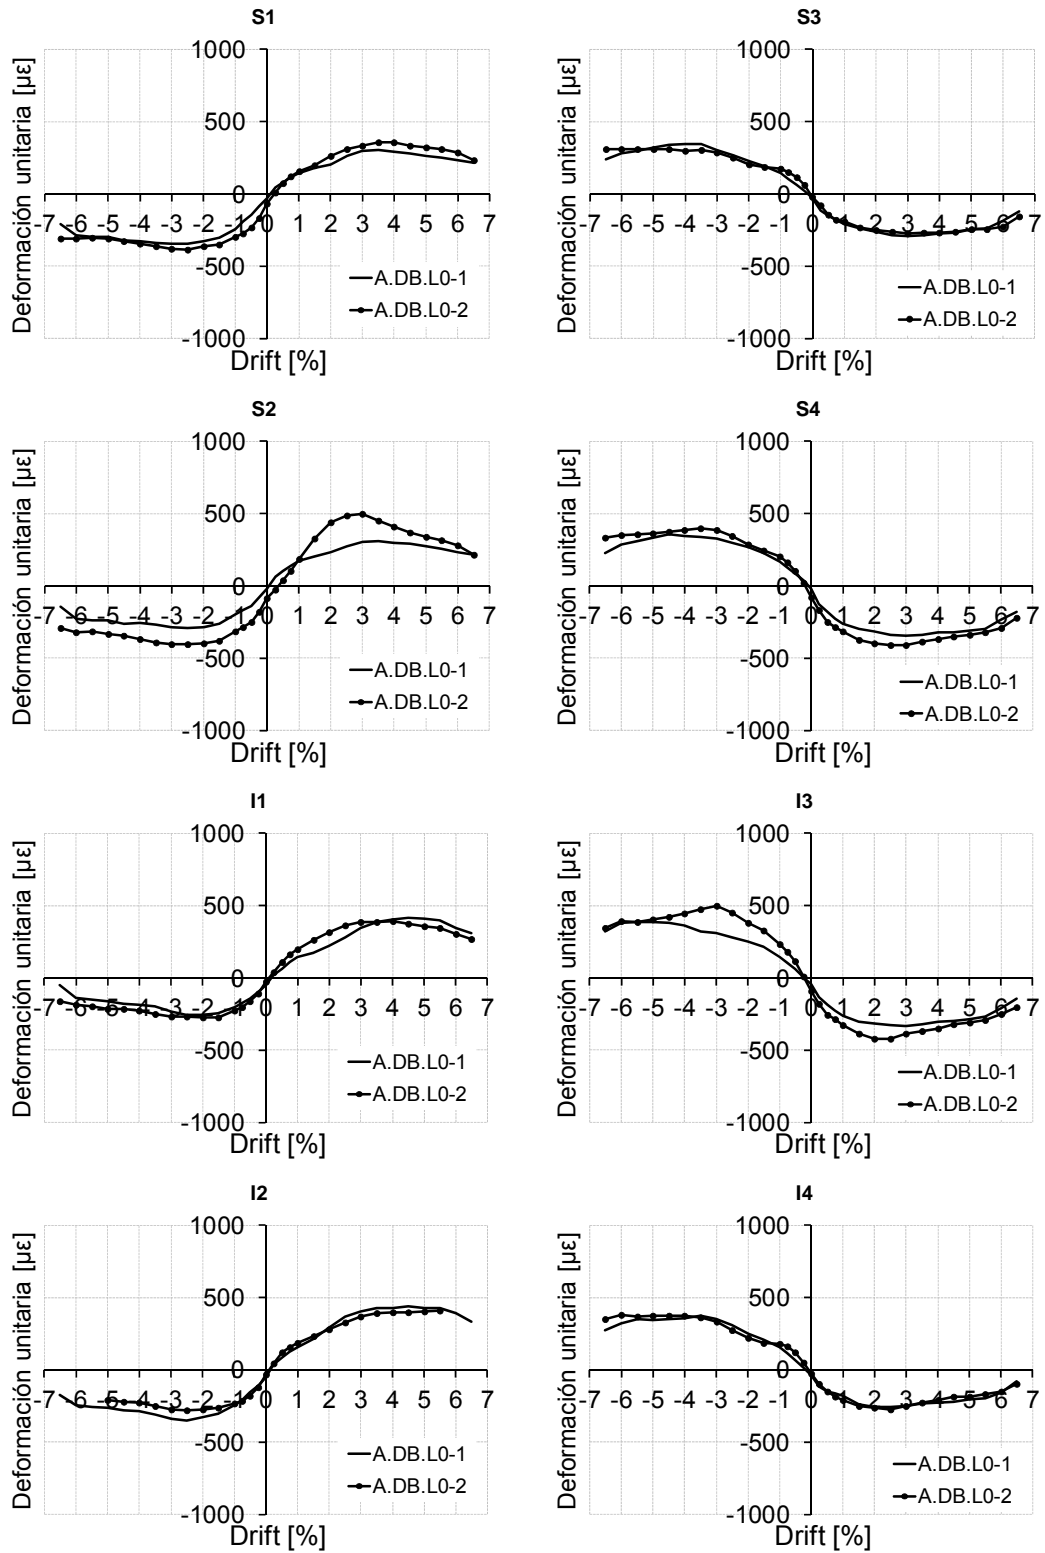 S1
Deformación unitaria [µε]
1000
500
0
-7 -6 -5 -4 -3 -2 -1 0 1 2 3 4 5 6 7
-500
A.DB.L0-1
A.DB.L0-2
-1000
Drift [%]
S3
Deformación unitaria [µε]
1000
500
0
-7 -6 -5 -4 -3 -2 -1 0 1 2 3 4 5 6 7
-500
A.DB.L0-1
A.DB.L0-2
-1000
Drift [%]
S2
Deformación unitaria [µε]
1000
500
0
-7 -6 -5 -4 -3 -2 -1 0 1 2 3 4 5 6 7
-500
A.DB.L0-1
A.DB.L0-2
-1000
Drift [%]
S4
Deformación unitaria [µε]
1000
500
0
-7 -6 -5 -4 -3 -2 -1 0 1 2 3 4 5 6 7
-500
A.DB.L0-1
A.DB.L0-2
-1000
Drift [%]
I1
Deformación unitaria [µε]
1000
500
0
-7 -6 -5 -4 -3 -2 -1 0 1 2 3 4 5 6 7
-500
A.DB.L0-1
A.DB.L0-2
-1000
Drift [%]
I3
Deformación unitaria [µε]
1000
500
0
-7 -6 -5 -4 -3 -2 -1 0 1 2 3 4 5 6 7
-500
A.DB.L0-1
A.DB.L0-2
-1000
Drift [%]
I2
Deformación unitaria [µε]
1000
500
0
-7 -6 -5 -4 -3 -2 -1 0 1 2 3 4 5 6 7
-500
A.DB.L0-1
A.DB.L0-2
-1000
Drift [%]
I4
Deformación unitaria [µε]
1000
500
0
-7 -6 -5 -4 -3 -2 -1 0 1 2 3 4 5 6 7
-500
A.DB.L0-1
A.DB.L0-2
-1000
Drift [%]